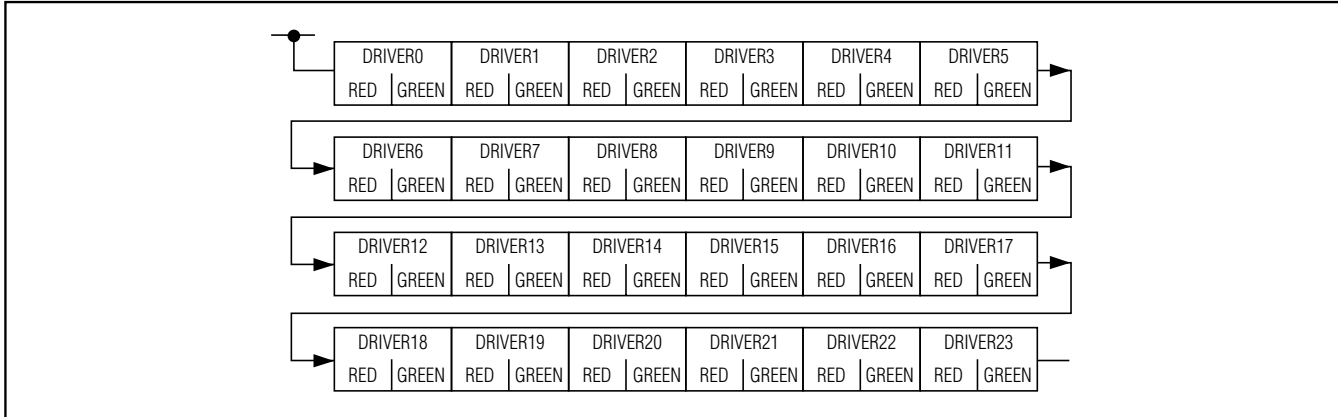 DRIVER0 DRIVER1 DRIVER2 DRIVER3 DRIVER4 DRIVER5
RED GREEN RED GREEN RED GREEN RED GREEN RED GREEN RED GREEN
DRIVER6 DRIVER7 DRIVER8 DRIVER9 DRIVER10 DRIVER11
RED GREEN RED GREEN RED GREEN RED GREEN RED GREEN RED GREEN
DRIVER12 DRIVER13 DRIVER14 DRIVER15 DRIVER16 DRIVER17
RED GREEN RED GREEN RED GREEN RED GREEN RED GREEN RED GREEN
DRIVER18 DRIVER19 DRIVER20 DRIVER21 DRIVER22 DRIVER23
RED GREEN RED GREEN RED GREEN RED GREEN RED GREEN RED GREEN